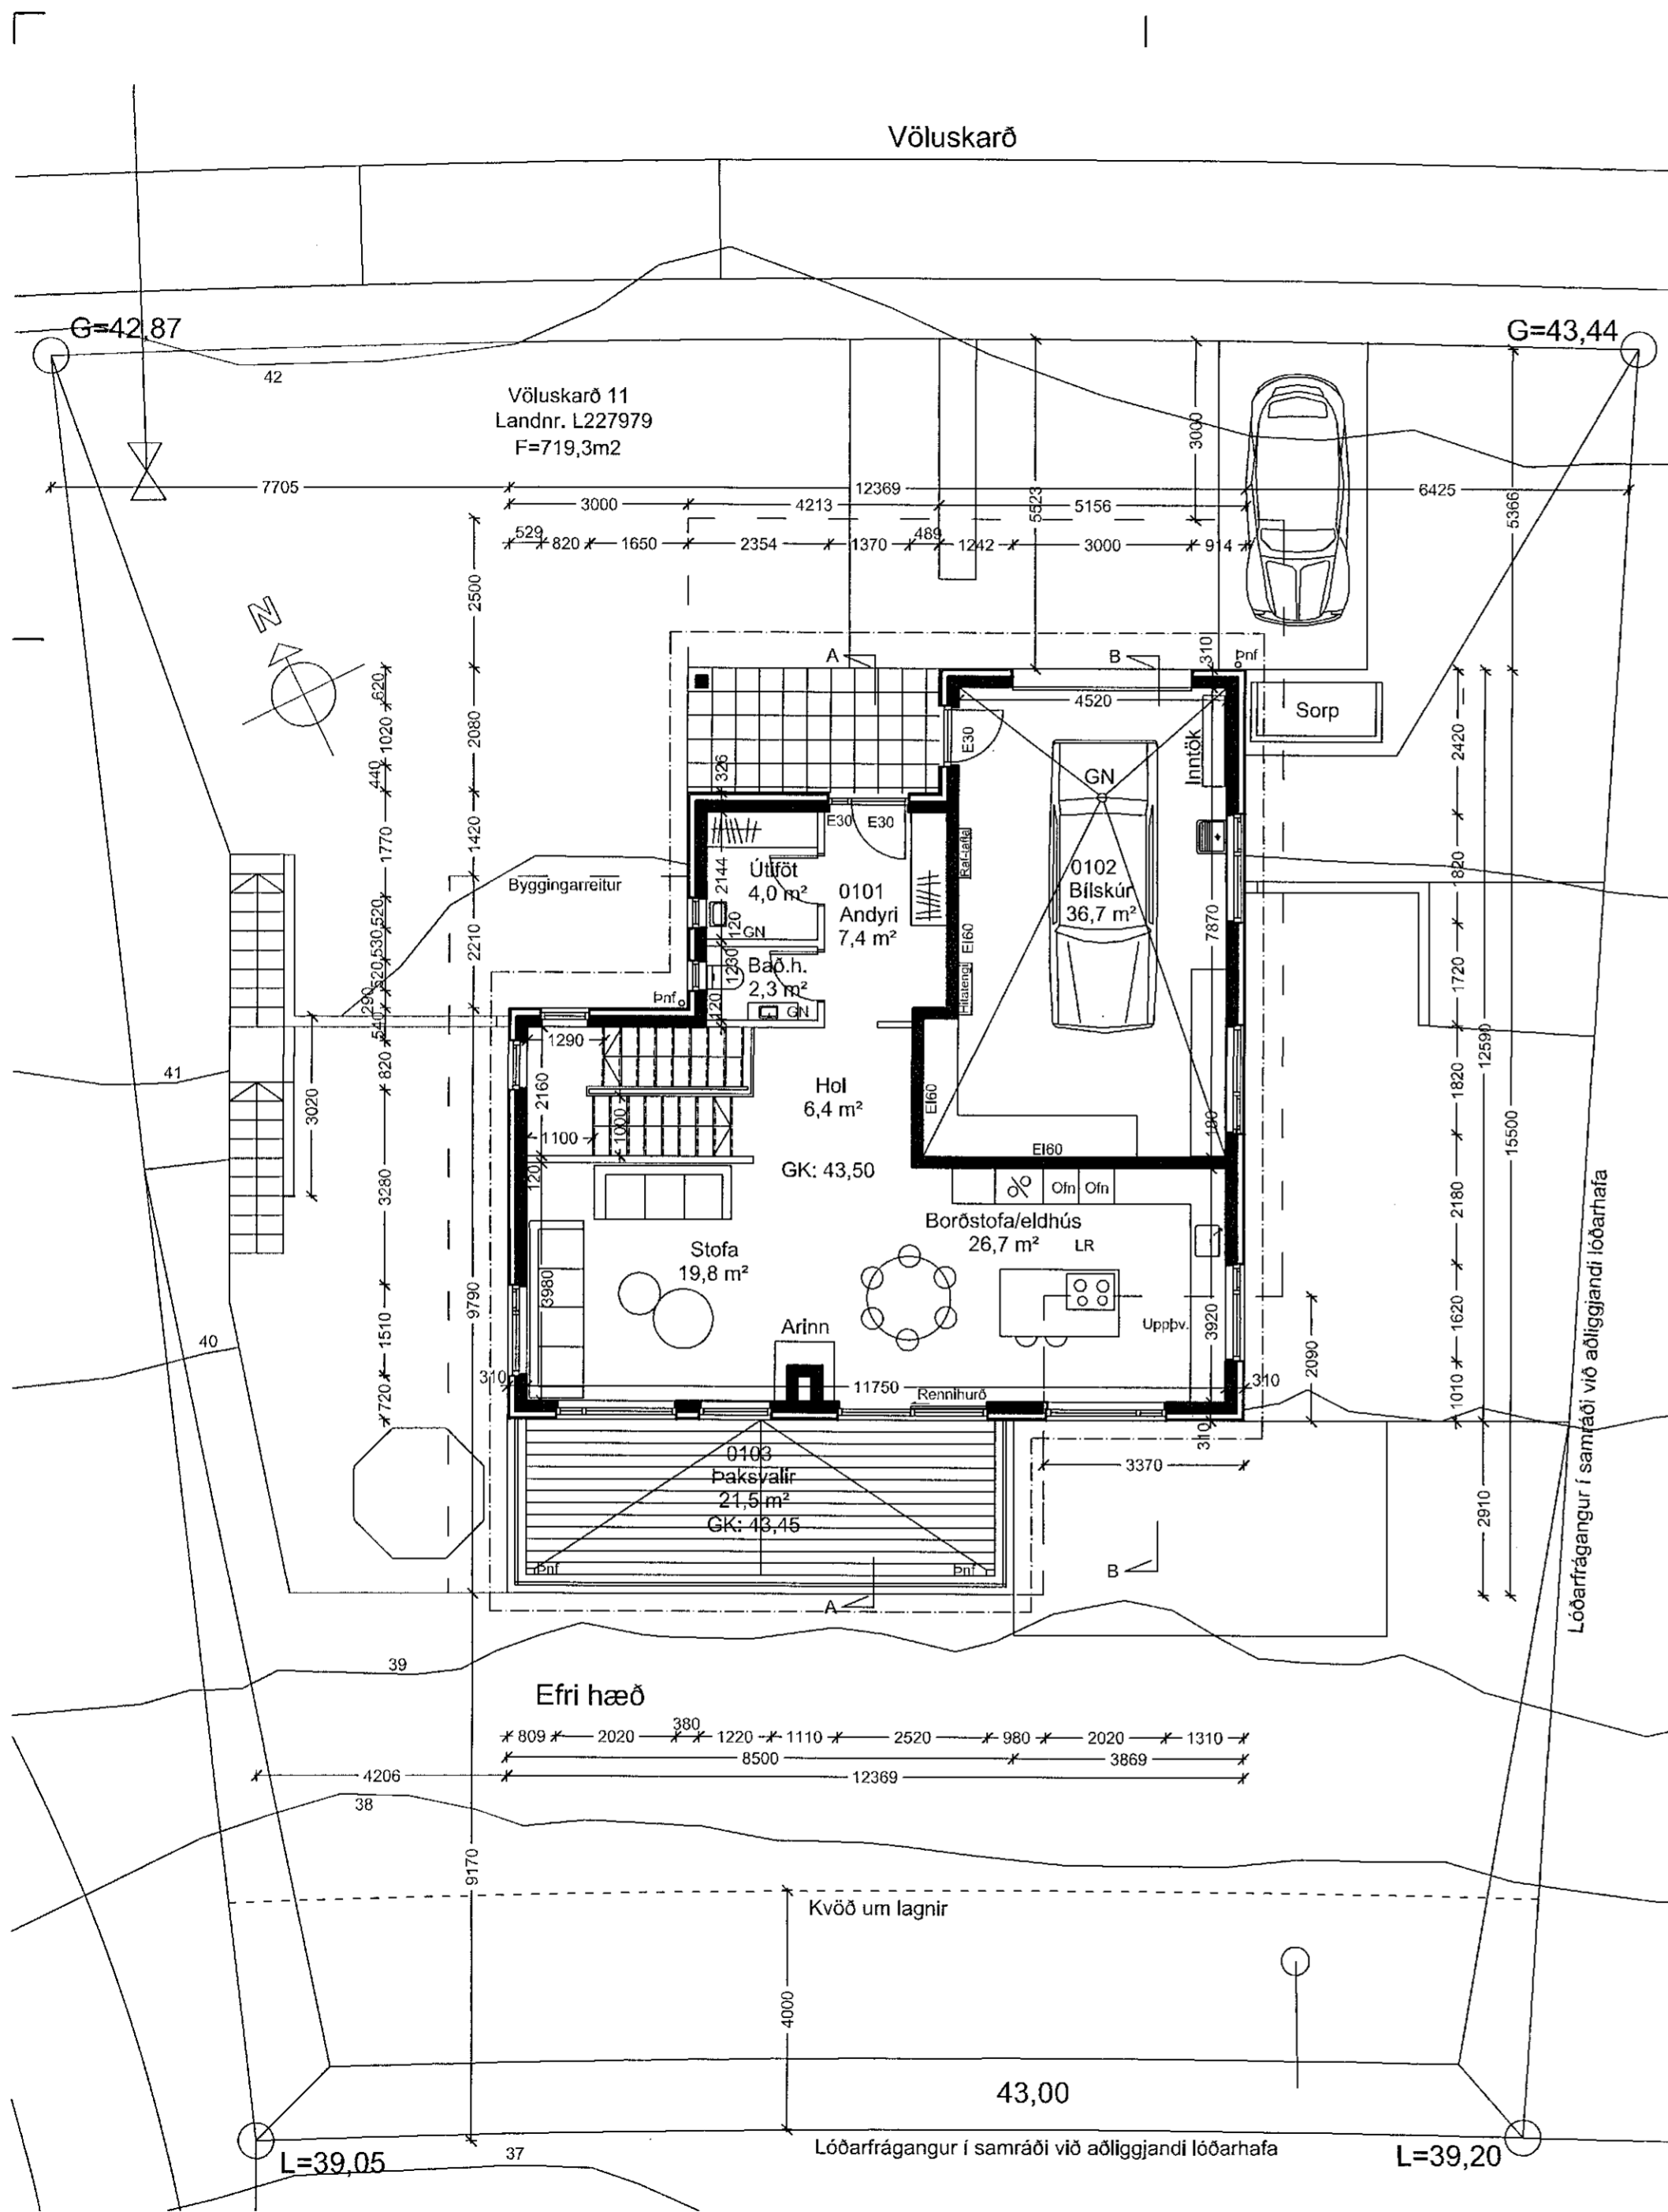 Völuskarð
G=42,87
G=43,44
42
Völuskarð 11
Landnr. L227979
F=719,3m2
7705
12369
6425
3000
4213
5156
529
820
1650
2354
1370
489
1242
3000
914
3000
5523
5366
2500
2080
1420
2210
9790
9170
N
620
1020
440
1770
520
530
520
290
540
820
3280
1510
720
A
B
310
Þnf
4520
Sorp
E30
Inntök
GN
326
E30
E30
Raf-tafla
Útiföt
4,0 m²
2144
0101
Andyri
7,4 m²
0102
Bílskúr
36,7 m²
7870
Byggingarreitur
120
GN
EI60
1230
Bað.h.
2,3 m²
Hitatengi
Þnf
120
GN
1290
2160
1100
1000
120
Hol
6,4 m²
EI60
180
EI60
GK: 43,50
Ofn
Ofn
Borðstofa/eldhús
26,7 m²
LR
Stofa
19,8 m²
3980
Arinn
Uppþv.
3920
2090
310
11750
310
Rennihurð
310
3370
0103
Þaksvalir
21,5 m²
GK: 43,45
Þnf
Þnf
A
B
41
3020
40
2420
820
1720
1820
2180
1620
1010
12590
2910
15500
Lóðarfrágangur í samráði við aðliggjandi lóðarhafa
39
Efri hæð
809
2020
380
1220
1110
2520
980
2020
1310
8500
3869
4206
12369
38
Kvöð um lagnir
4000
43,00
L=39,05
37
Lóðarfrágangur í samráði við aðliggjandi lóðarhafa
L=39,20